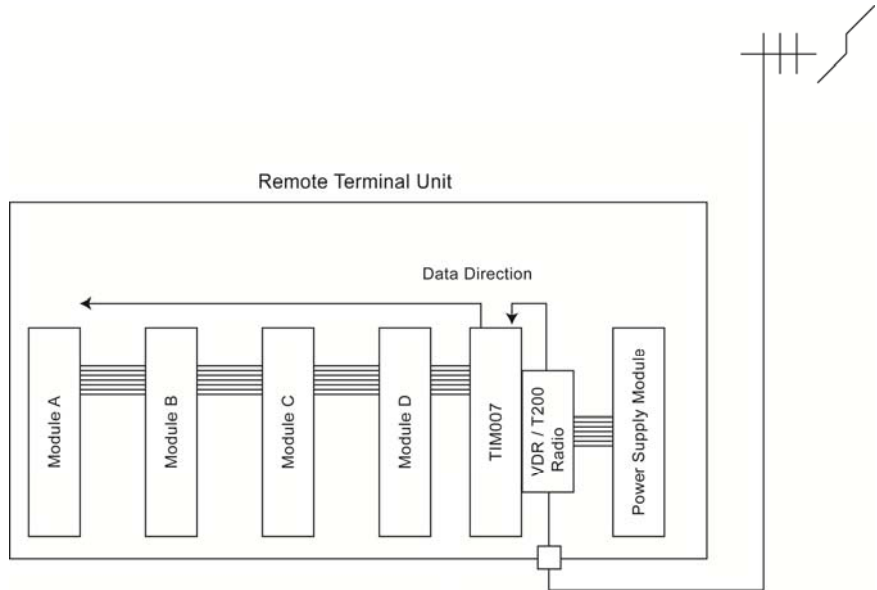 Remote Terminal Unit
Data Direction
Module A
Module B
Module C
Module D
TIM007
VDR / T200
Radio
Power Supply Module